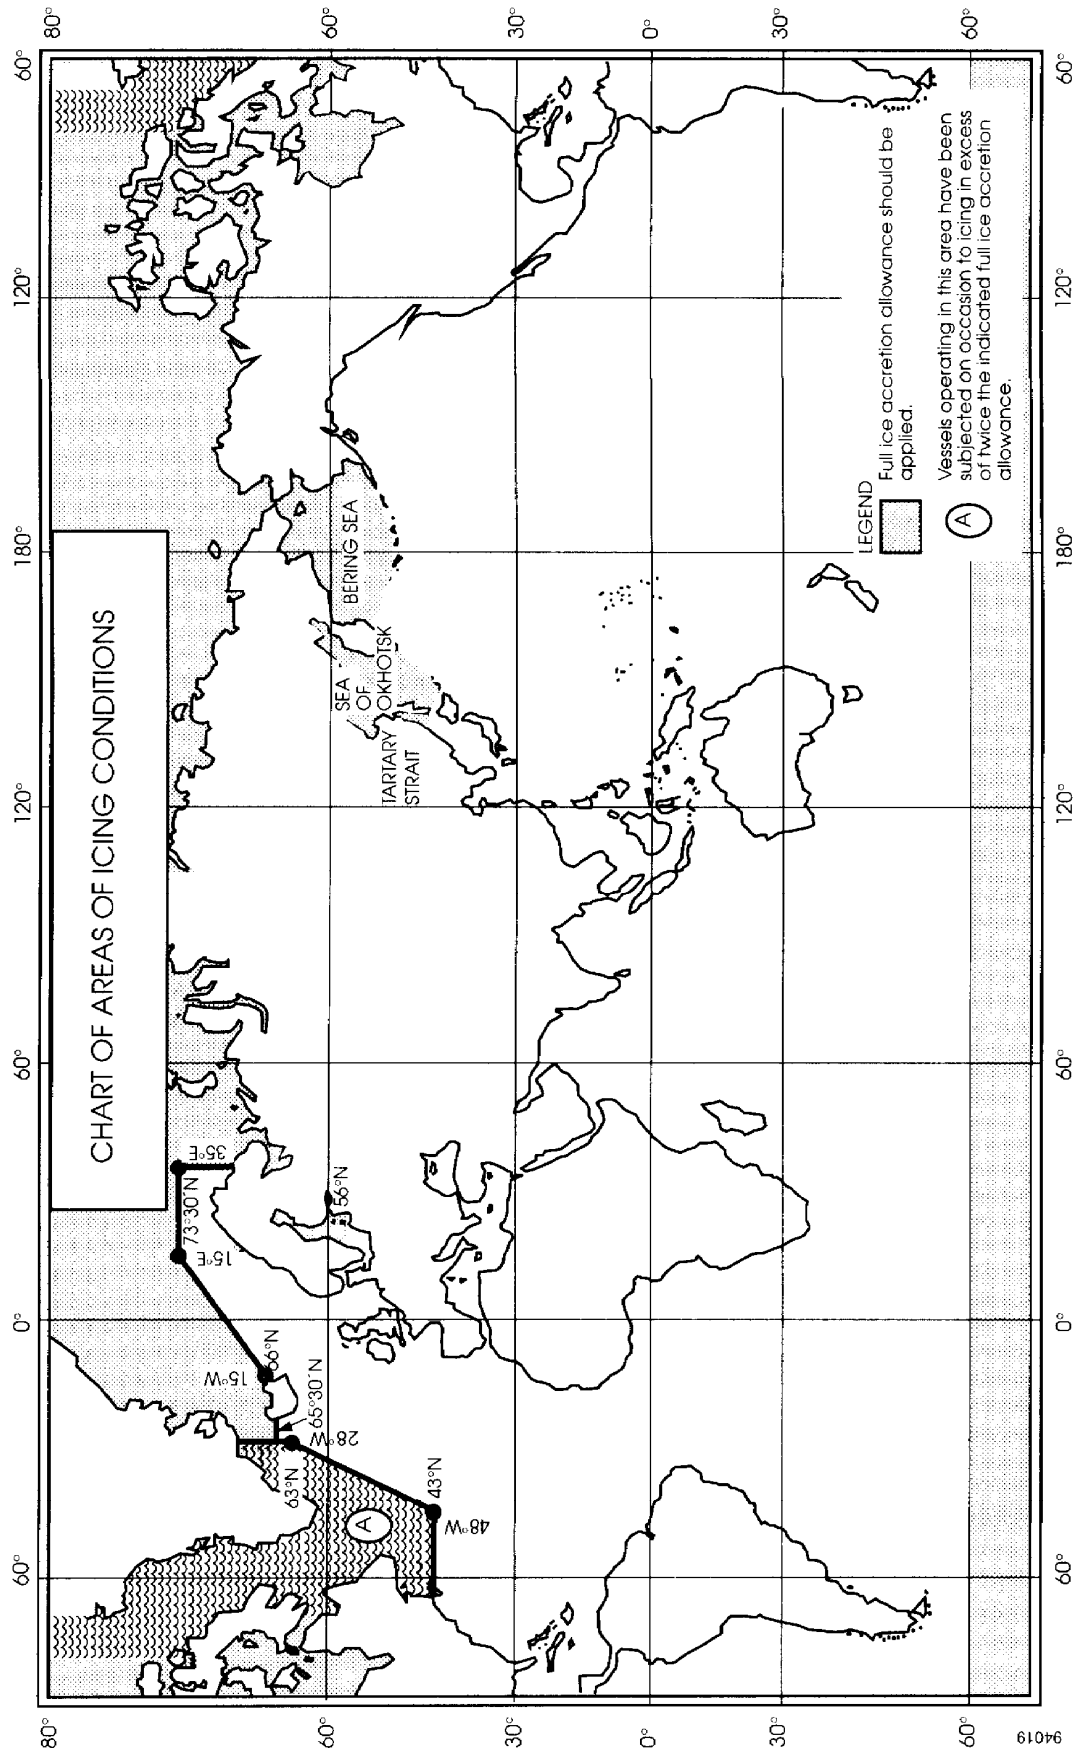 CHART OF AREAS OF ICING CONDITIONS
60°
60°
0°
60°
120°
180°
120°
60°
80°
80°
60°
60°
30°
30°
0°
0°
30°
30°
60°
60°
60°
60°
0°
60°
120°
180°
120°
60°
63°N
28°W
65°30'N
15°W
66°N
15°E
73°30'N
35°E
56°N
43°N
48°W
A
TARTARY
STRAIT
SEA
OF
OKHOTSK
BERING SEA
LEGEND
Full ice accretion allowance should be
applied.
A
Vessels operating in this area have been
subjected on occasion to icing in excess
of twice the indicated full ice accretion
allowance.
94019